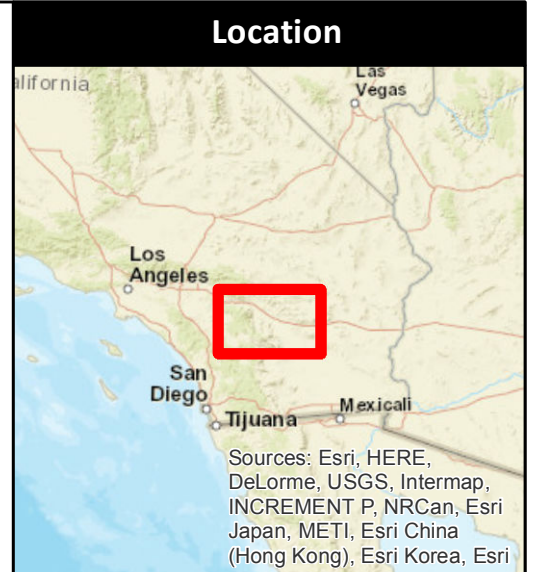 Location
alifornia
Las
Vegas
Los
Angeles
San
Diego
Tijuana
Mexicali
Sources: Esri, HERE,
DeLorme, USGS, Intermap,
INCREMENT P, NRCan, Esri
Japan, METI, Esri China
(Hong Kong), Esri Korea, Esri